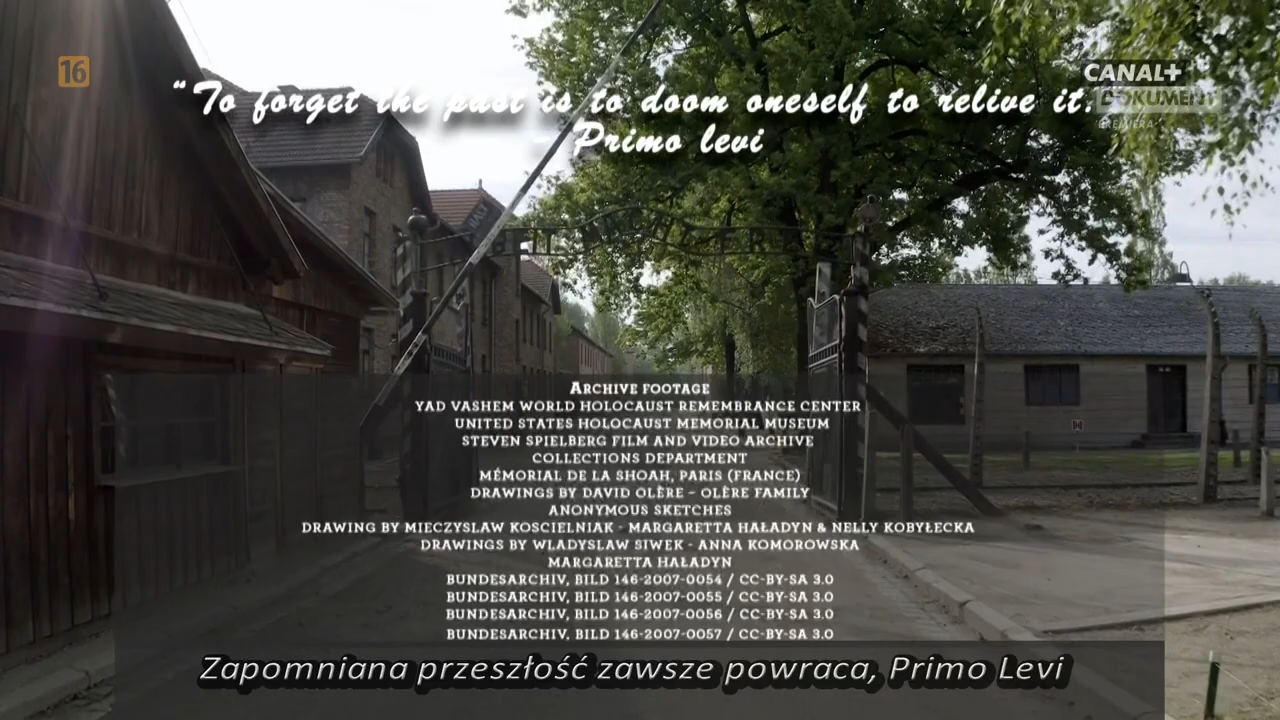 16
CANAL+
DOKUMENT
PREMIERA
“To forget the past is to doom oneself to relive it.
- Primo levi
ARCHIVE FOOTAGE
YAD VASHEM WORLD HOLOCAUST REMEMBRANCE CENTER
UNITED STATES HOLOCAUST MEMORIAL MUSEUM
STEVEN SPIELBERG FILM AND VIDEO ARCHIVE
COLLECTIONS DEPARTMENT
MÉMORIAL DE LA SHOAH, PARIS (FRANCE)
DRAWINGS BY DAVID OLÈRE – OLÈRE FAMILY
ANONYMOUS SKETCHES
DRAWING BY MIECZYSLAW KOSCIELNIAK - MARGARETTA HAŁADYN & NELLY KOBYŁECKA
DRAWINGS BY WLADYSLAW SIWEK - ANNA KOMOROWSKA
MARGARETTA HAŁADYN
BUNDESARCHIV, BILD 146-2007-0054 / CC-BY-SA 3.0
BUNDESARCHIV, BILD 146-2007-0055 / CC-BY-SA 3.0
BUNDESARCHIV, BILD 146-2007-0056 / CC-BY-SA 3.0
BUNDESARCHIV, BILD 146-2007-0057 / CC-BY-SA 3.0
Zapomniana przeszłość zawsze powraca, Primo Levi